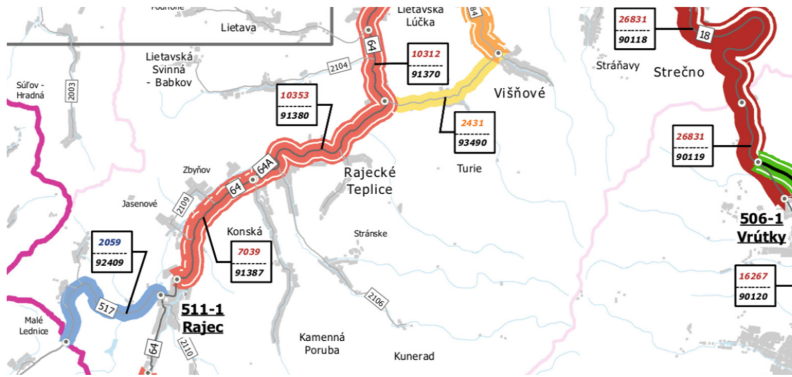 Lietava
Lietavská
Lúčka
84
26831
90118
18
Stráňavy
Strečno
64
10312
91370
Lietavská
Svinná
- Babkov
2104
Súľov -
Hradná
2003
Višňové
10353
91380
2431
93490
26831
90119
Zbyňov
64A
64
Rajecké
Teplice
Turie
Jasenové
2109
Konská
Stránske
506-1
Vrútky
2059
92409
7039
91387
16267
90120
517
511-1
Rajec
2106
Malé
Lednice
64
2110
Kamenná
Poruba
Kunerad